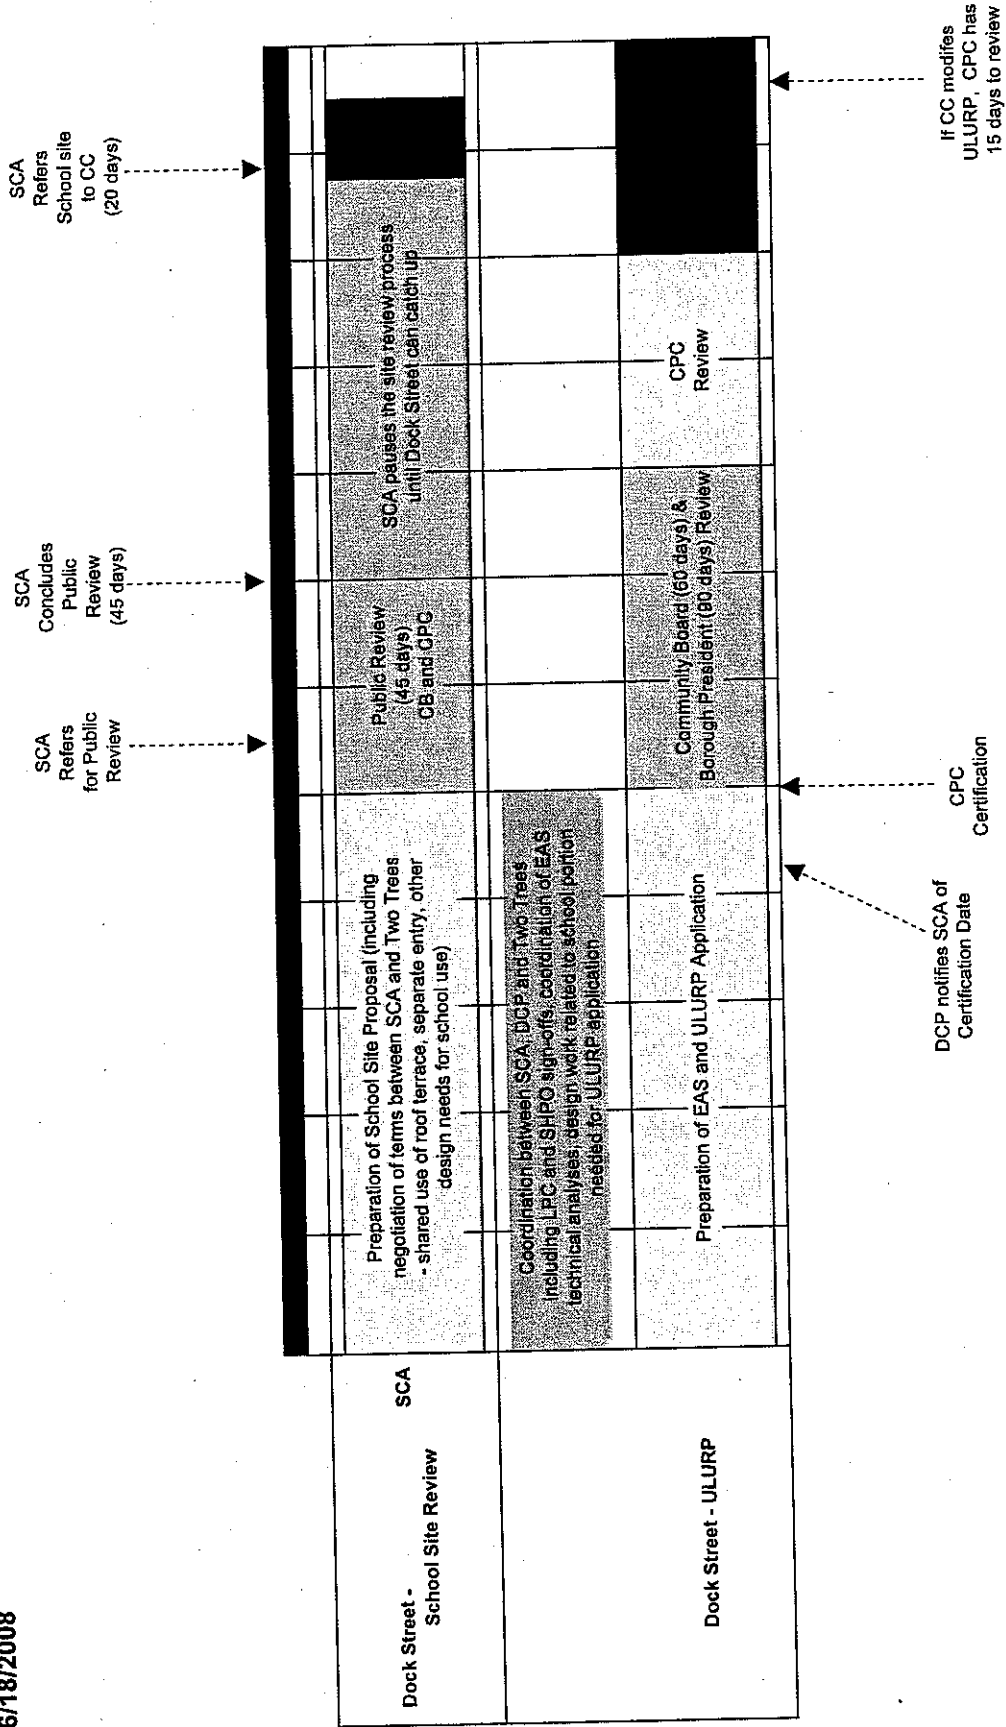 6/18/2008
SCA
Refers
for Public
Review
SCA
Concludes
Public
Review
(45 days)
SCA
Refers
School site
to CC
(20 days)
Dock Street -
School Site Review
SCA
Preparation of School Site Proposal (including
negotiation of terms between SCA and Two Trees
- shared use of roof terrace, separate entry, other
design needs for school use)
Public Review
(45 days)
CB and CPC
SCA pauses the site review process
until Dock Street can catch up
Coordination between SCA, DCP and Two Trees
including LPC and SHPO sign-offs, coordination of EAS
technical analyses, design work related to school portion
needed for ULURP application
Dock Street - ULURP
Preparation of EAS and ULURP Application
Community Board (60 days) &
Borough President (90 days) Review
CPC
Review
DCP notifies SCA of
Certification Date
CPC
Certification
If CC modifes
ULURP, CPC has
15 days to review